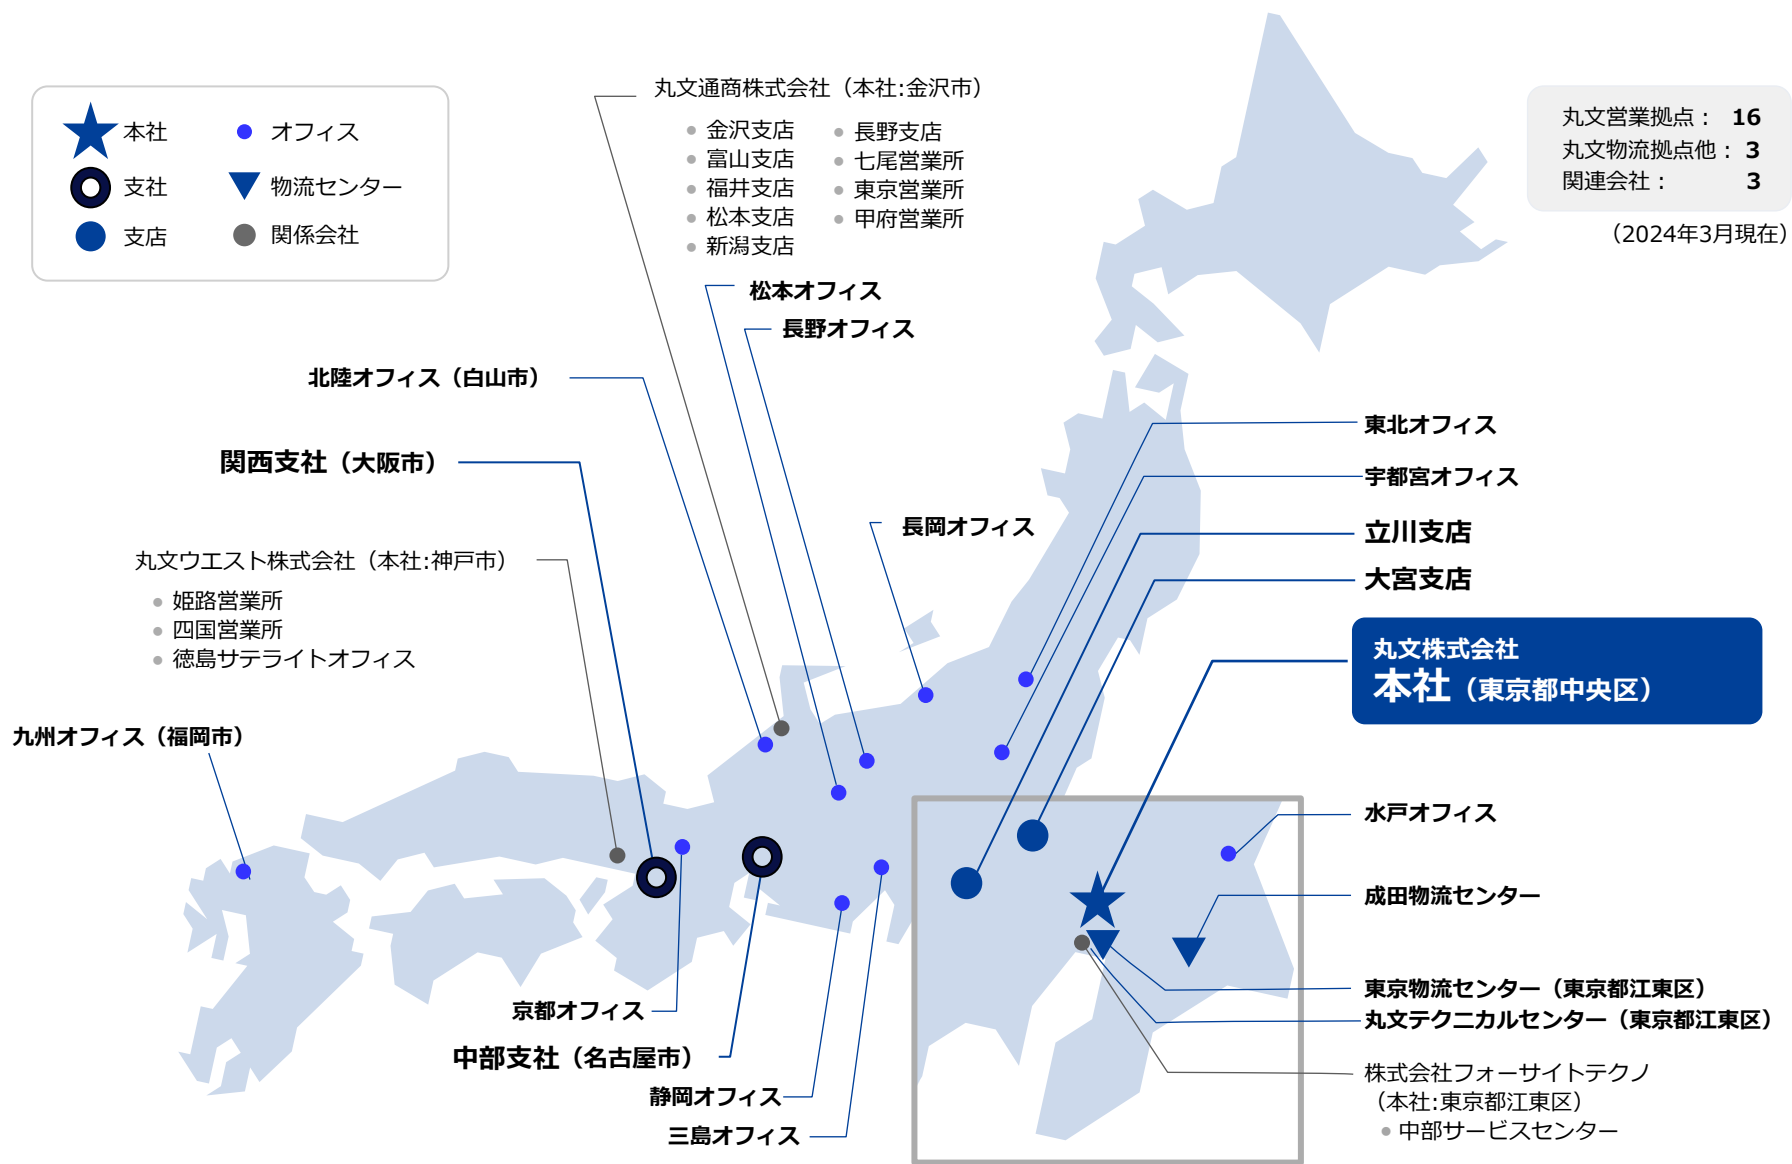 本社
オフィス
支社
物流センター
支店
関係会社
丸文通商株式会社（本社:金沢市）
金沢支店
富山支店
福井支店
松本支店
新潟支店
長野支店
七尾営業所
東京営業所
甲府営業所
丸文営業拠点： 16
丸文物流拠点他： 3
関連会社： 3
（2024年3月現在）
松本オフィス
長野オフィス
北陸オフィス（白山市）
関西支社（大阪市）
長岡オフィス
東北オフィス
宇都宮オフィス
立川支店
大宮支店
丸文ウエスト株式会社（本社:神戸市）
姫路営業所
四国営業所
徳島サテライトオフィス
丸文株式会社
本社（東京都中央区）
九州オフィス（福岡市）
水戸オフィス
成田物流センター
東京物流センター（東京都江東区）
丸文テクニカルセンター（東京都江東区）
京都オフィス
中部支社（名古屋市）
静岡オフィス
三島オフィス
株式会社フォーサイトテクノ
（本社:東京都江東区）
中部サービスセンター